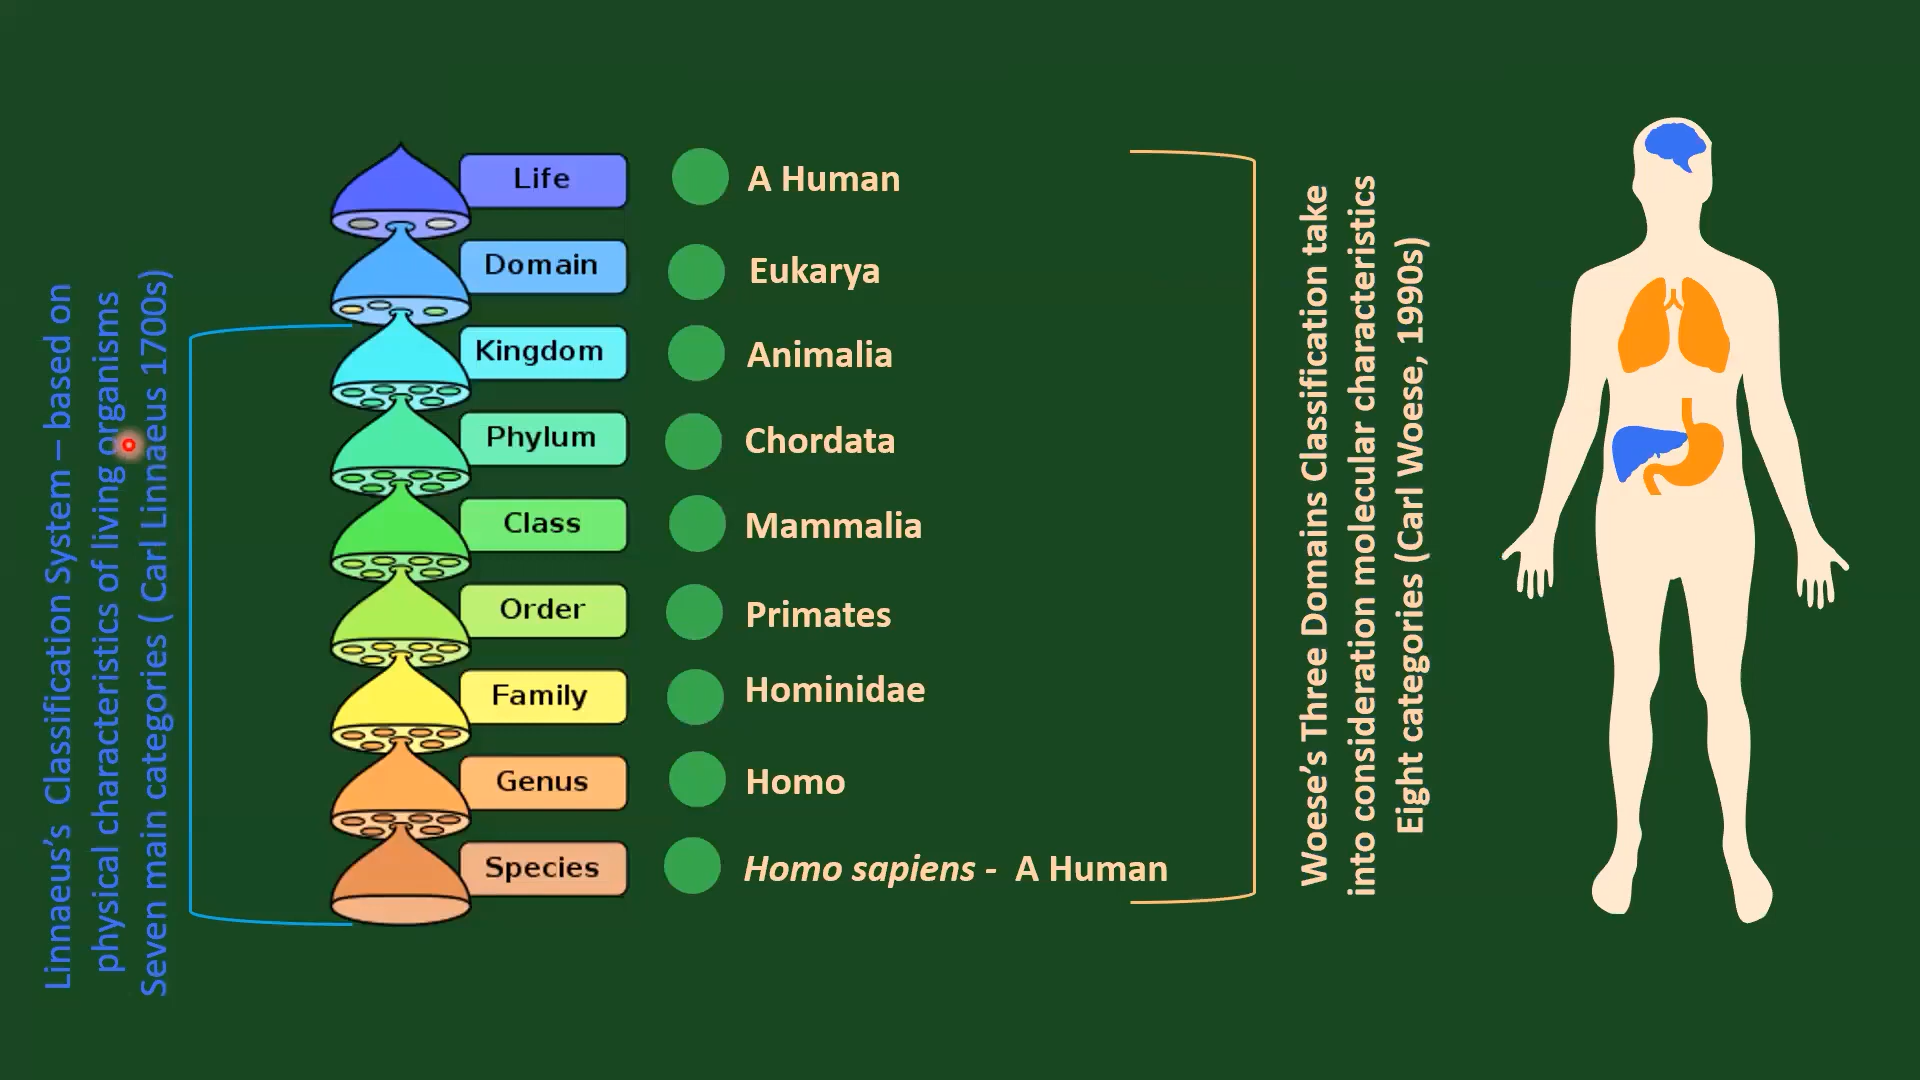 Linnaeus's Classification System – based on
physical characteristics of living organisms
Seven main categories ( Carl Linnaeus 1700s)
Life
A Human
Domain
Eukarya
Kingdom
Animalia
Phylum
Chordata
Class
Mammalia
Order
Primates
Family
Hominidae
Genus
Homo
Species
Homo sapiens - A Human
Woese's Three Domains Classification take
into consideration molecular characteristics
Eight categories (Carl Woese, 1990s)